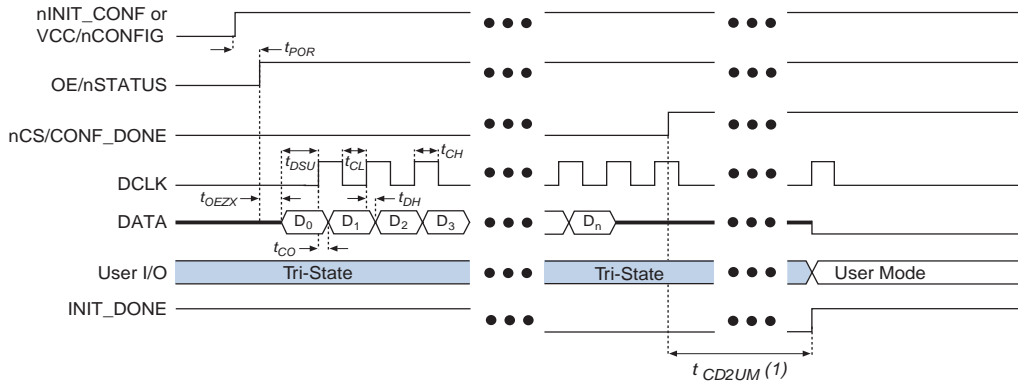 nINIT_CONF or
VCC/nCONFIG
tPOR
OE/nSTATUS
nCS/CONF_DONE
tDSU
tCL
tCH
DCLK
tOEZX
tDH
DATA
D0
D1
D2
D3
Dn
tCO
User I/O
Tri-State
Tri-State
User Mode
INIT_DONE
t CD2UM (1)